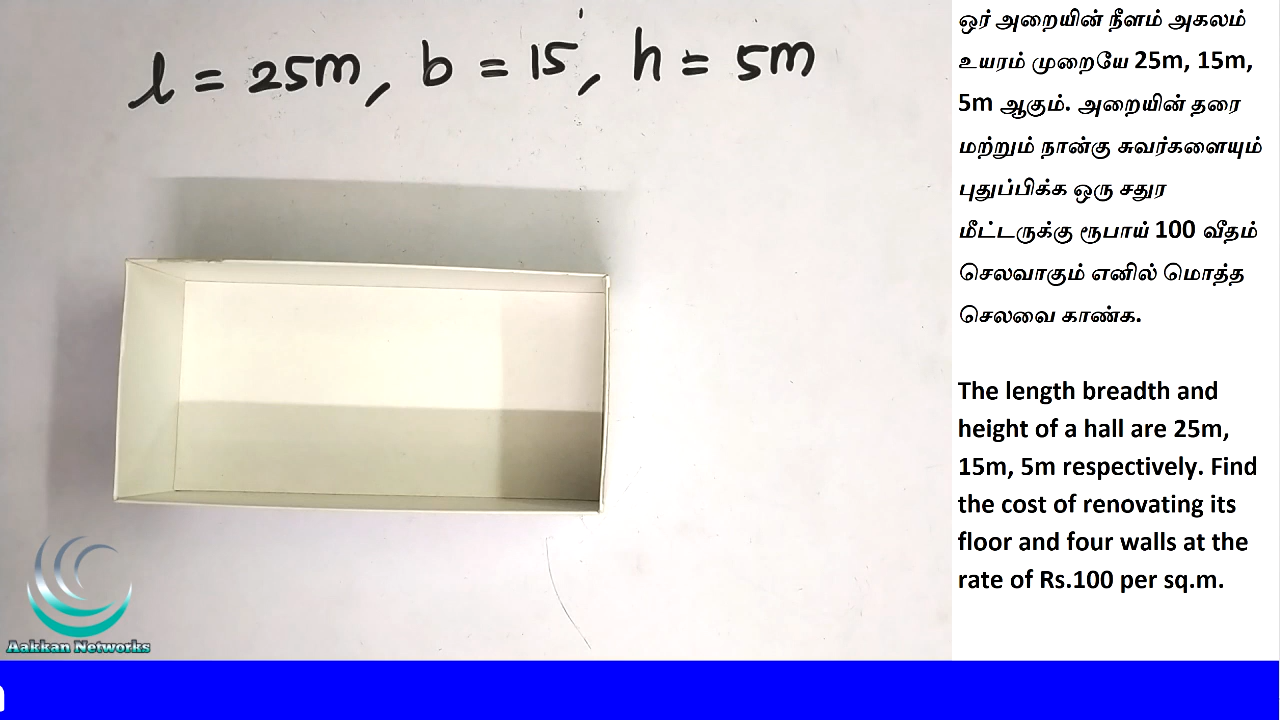 l = 25m, b = 15, h = 5m
ஓர் அறையின் நீளம் அகலம்
உயரம் முறையே 25m, 15m,
5m ஆகும். அறையின் தரை
மற்றும் நான்கு சுவர்களையும்
புதுப்பிக்க ஒரு சதுர
மீட்டருக்கு ரூபாய் 100 வீதம்
செலவாகும் எனில் மொத்த
செலவை காண்க.
The length breadth and
height of a hall are 25m,
15m, 5m respectively. Find
the cost of renovating its
floor and four walls at the
rate of Rs.100 per sq.m.
Aakkan Networks